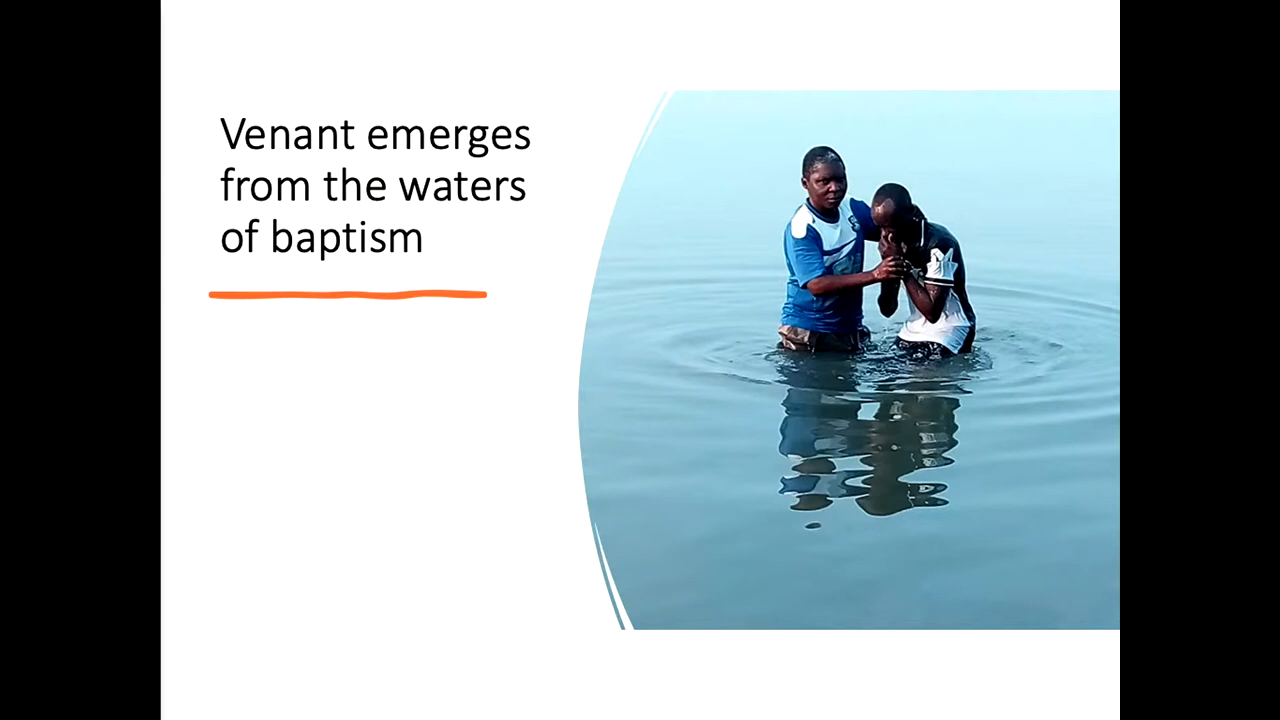 Venant emerges
from the waters
of baptism